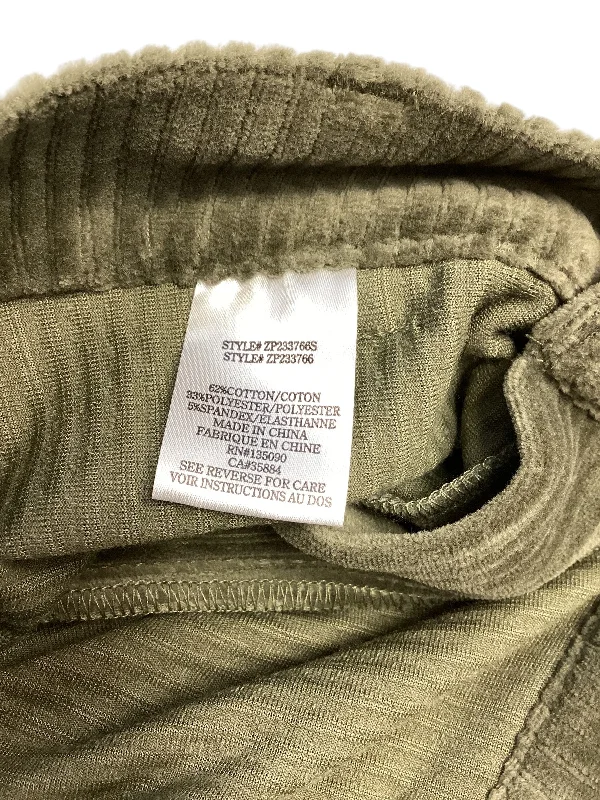 STYLE# ZP233766S
STYLE# ZP233766
62%COTTON/COTON
33%POLYESTER/POLYESTER
5%SPANDEX/ELASTHANNE
MADE IN CHINA
FABRIQUE EN CHINE
RN#135090
CA#35884
SEE REVERSE FOR CARE
VOIR INSTRUCTIONS AU DOS